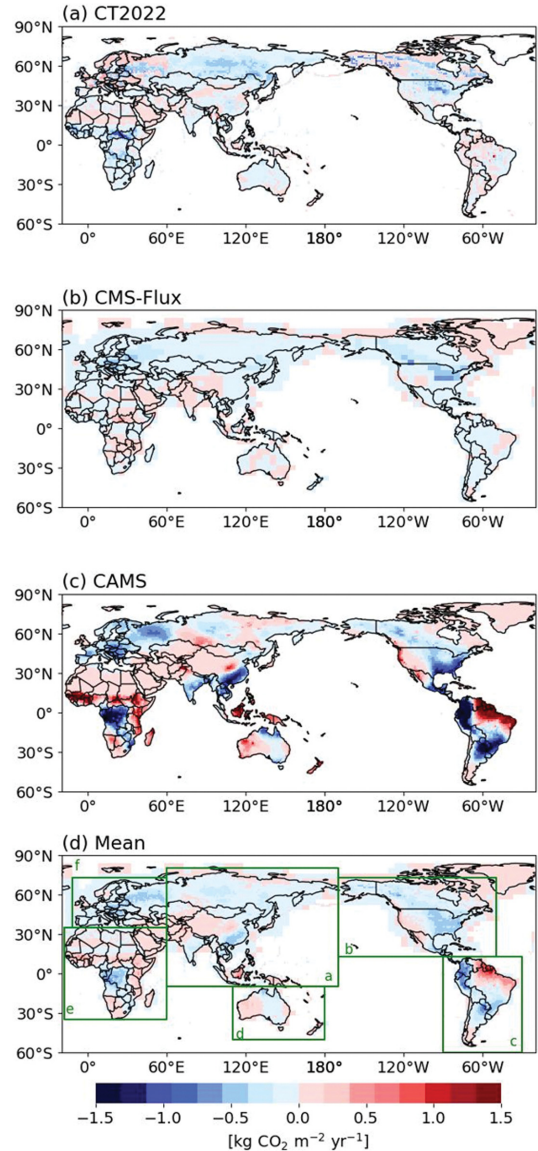 (a) CT2022
90°N
60°N
30°N
0°
30°S
60°S
0° 60°E 120°E 180° 120°W 60°W
(b) CMS-Flux
90°N
60°N
30°N
0°
30°S
60°S
0° 60°E 120°E 180° 120°W 60°W
(c) CAMS
90°N
60°N
30°N
0°
30°S
60°S
0° 60°E 120°E 180° 120°W 60°W
(d) Mean
90°N
f
60°N
30°N
b
0°
a
e
30°S
d
c
60°S
0° 60°E 120°E 180° 120°W 60°W
−1.5 −1.0 −0.5 0.0 0.5 1.0 1.5
[kg CO₂ m⁻² yr⁻¹]